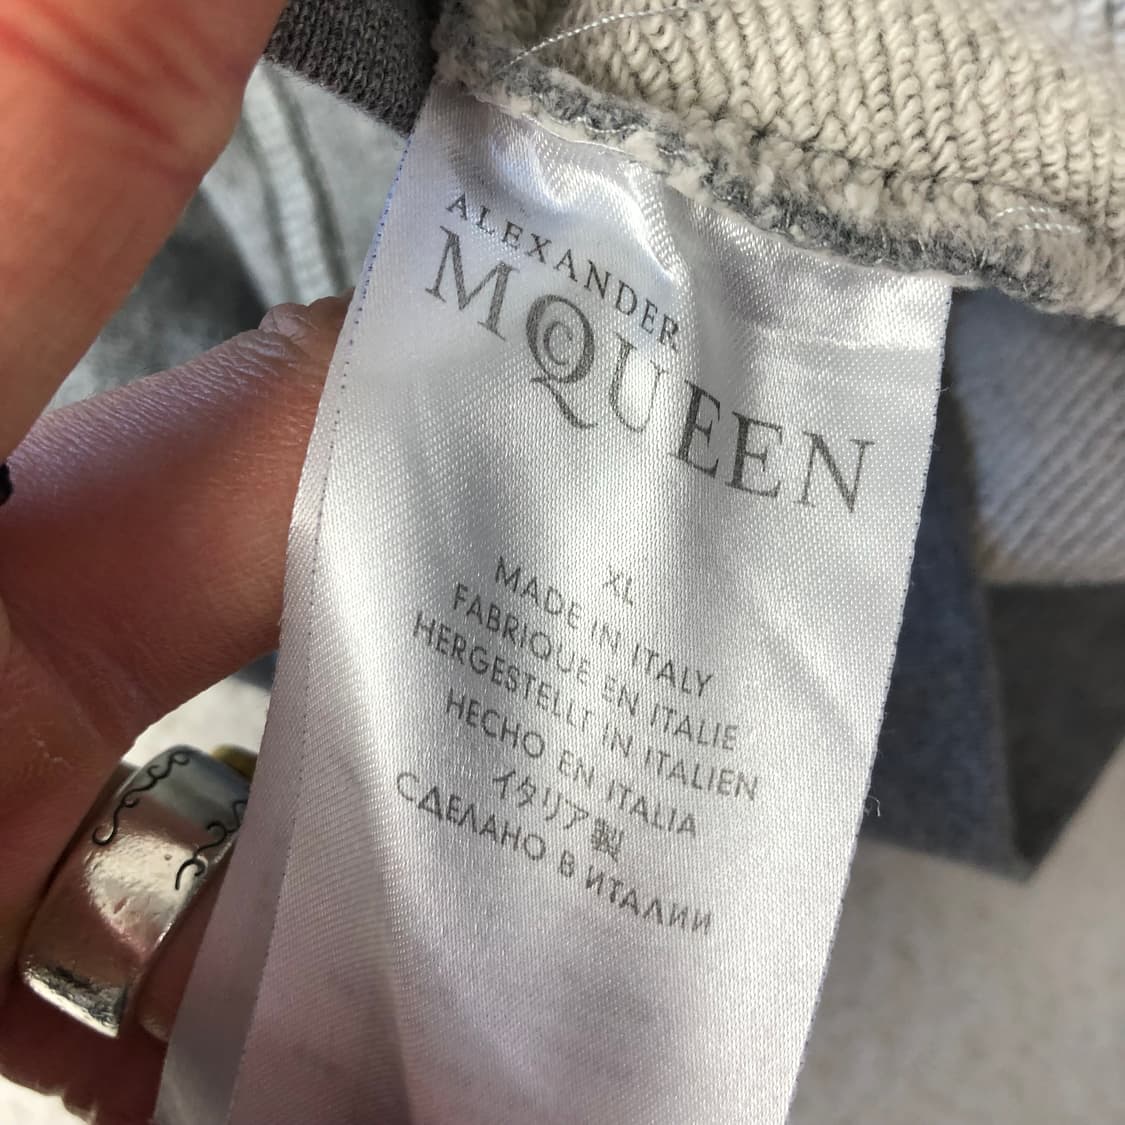 ALEXANDER
MQUEEN
XL
MADE IN ITALY
FABRIQUE EN ITALIE
HERGESTELLT IN ITALIEN
HECHO EN ITALIA
イタリア製
СДЕЛАНО В ИТАЛИИ